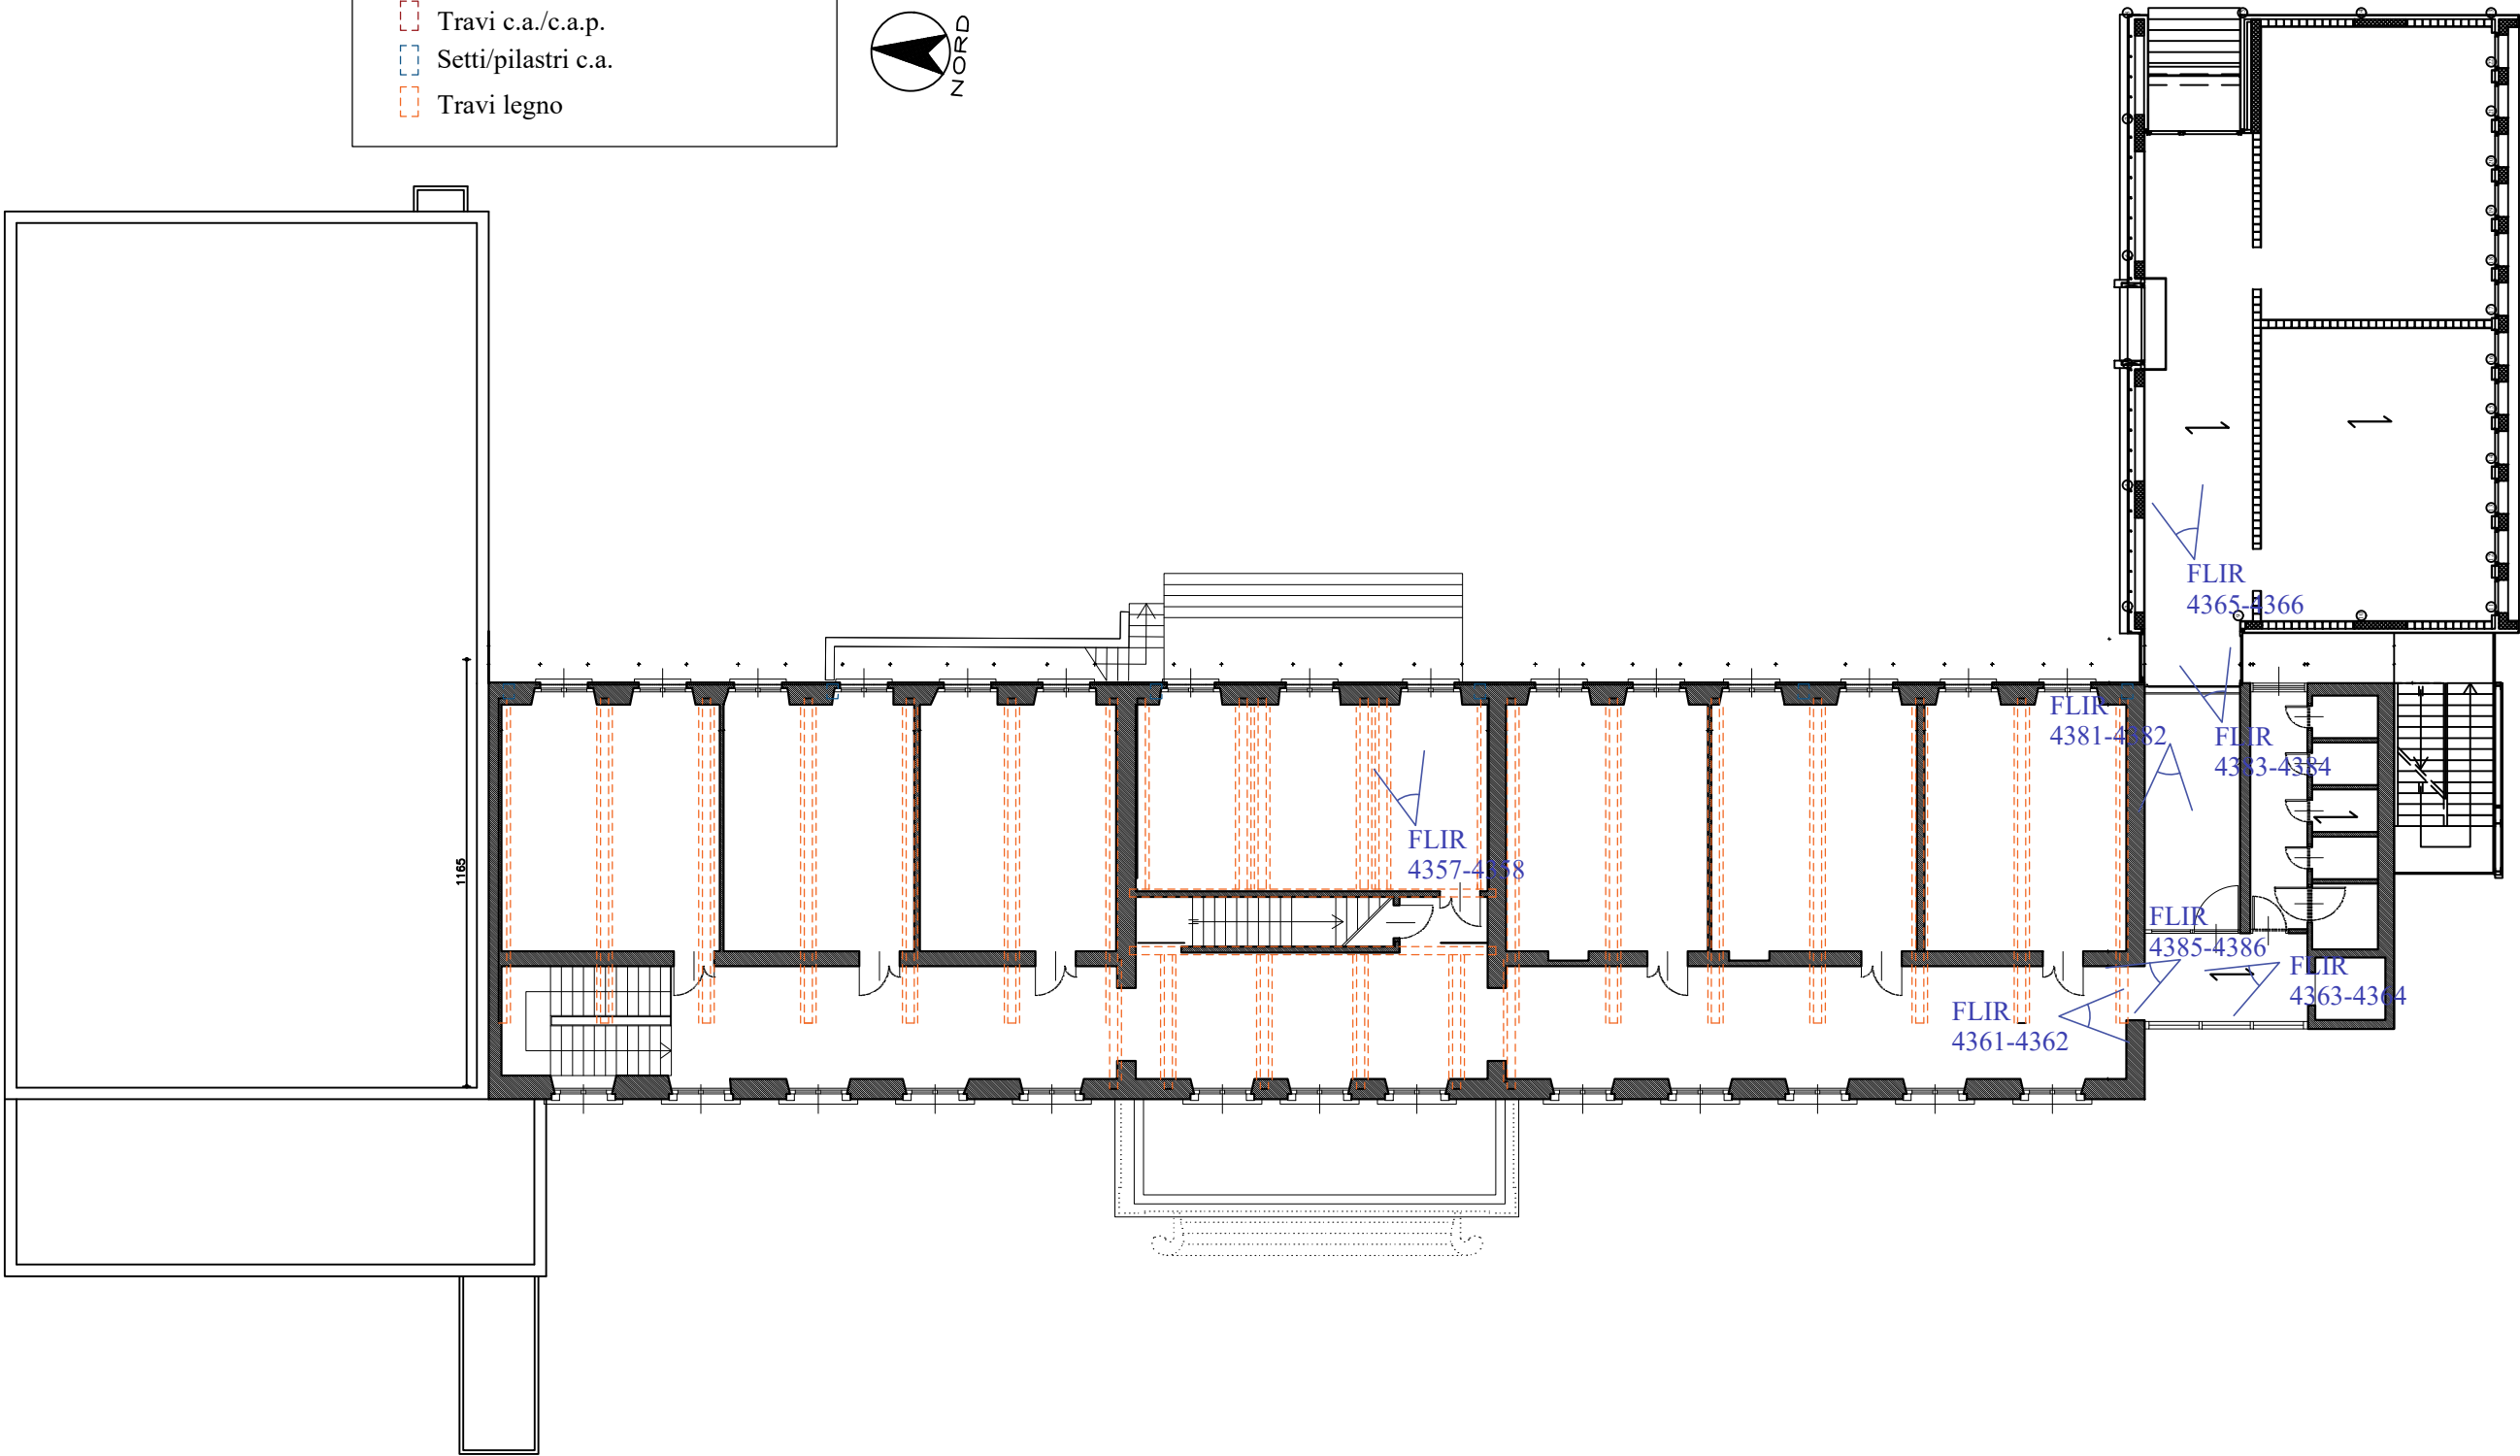 Travi c.a./c.a.p.
Setti/pilastri c.a.
Travi legno
NORD
FLIR
4365-4366
FLIR
4381-4382
FLIR
4383-4384
FLIR
4357-4358
1165
FLIR
4385-4386
FLIR
4363-4364
FLIR
4361-4362